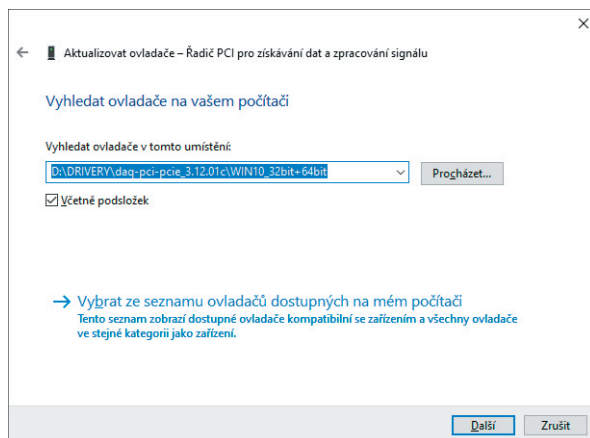 Aktualizovat ovladače – Řadič PCI pro získávání dat a zpracování signálu
Vyhledat ovladače na vašem počítači
Vyhledat ovladače v tomto umístění:
D:\DRIVERY\daq-pci-pcie_3.12.01c\WIN10_32bit+64bit
Procházet...
Včetně podsložek
Vybrat ze seznamu ovladačů dostupných na mém počítači
Tento seznam zobrazí dostupné ovladače kompatibilní se zařízením a všechny ovladače
ve stejné kategorii jako zařízení.
Další
Zrušit